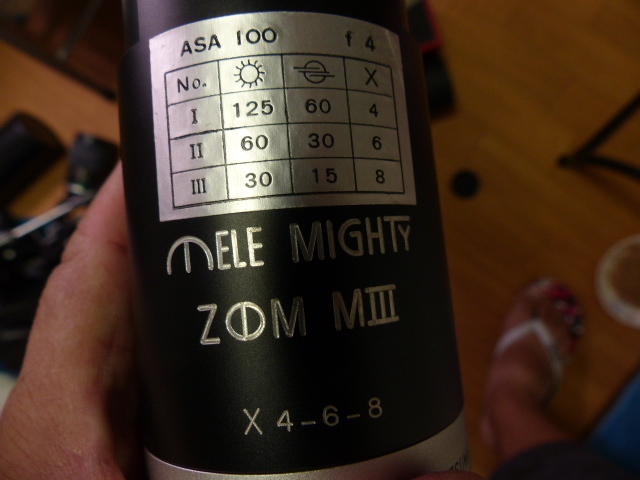 ASA 100 f 4
No. X
I 125 60 4
II 60 30 6
III 30 15 8
TELE MIGHTY
ZOM MIII
X 4-6-8